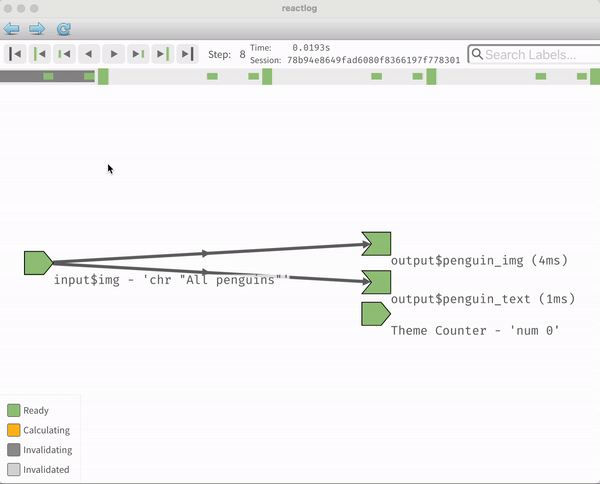 reactlog
Step: 8
Time: 0.0193s
Session: 78b94e8649fad6080f8366197f778301
Search Labels...
output$penguin_img (4ms)
input$img - 'chr "All penguins"'
output$penguin_text (1ms)
Theme Counter - 'num 0'
Ready
Calculating
Invalidating
Invalidated